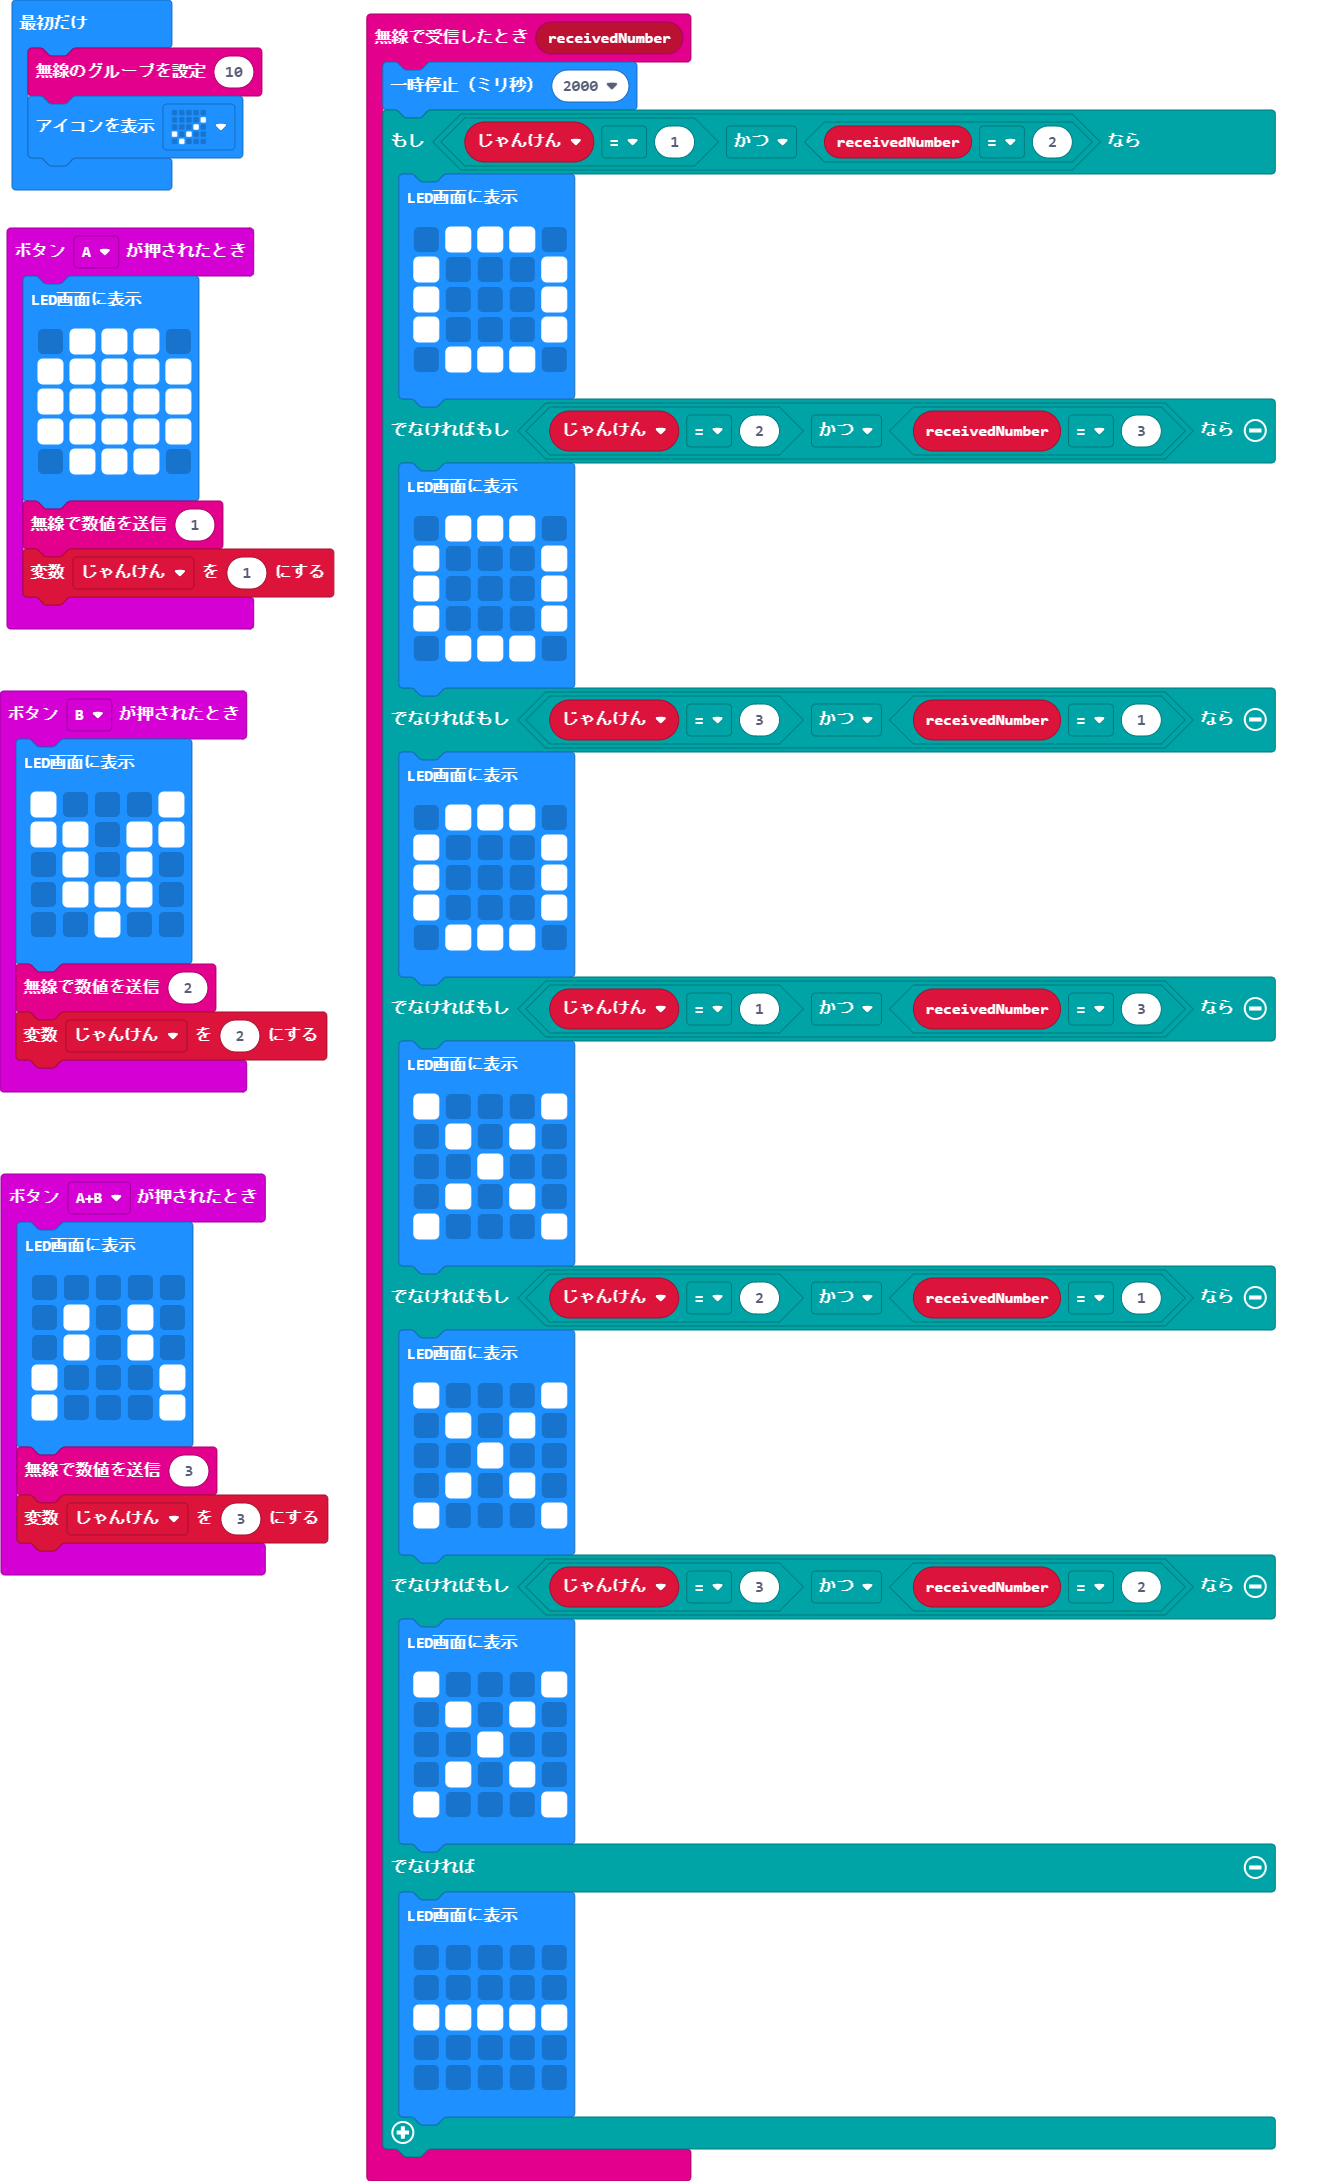 最初だけ
無線のグループを設定 10
アイコンを表示
ボタン A が押されたとき
LED画面に表示
無線で数値を送信 1
変数 じゃんけん を 1 にする
ボタン B が押されたとき
LED画面に表示
無線で数値を送信 2
変数 じゃんけん を 2 にする
ボタン A+B が押されたとき
LED画面に表示
無線で数値を送信 3
変数 じゃんけん を 3 にする
無線で受信したとき receivedNumber
一時停止（ミリ秒） 2000
もし じゃんけん = 1 かつ receivedNumber = 2 なら
LED画面に表示
でなければもし じゃんけん = 2 かつ receivedNumber = 3 なら
LED画面に表示
でなければもし じゃんけん = 3 かつ receivedNumber = 1 なら
LED画面に表示
でなければもし じゃんけん = 1 かつ receivedNumber = 3 なら
LED画面に表示
でなければもし じゃんけん = 2 かつ receivedNumber = 1 なら
LED画面に表示
でなければもし じゃんけん = 3 かつ receivedNumber = 2 なら
LED画面に表示
でなければ
LED画面に表示